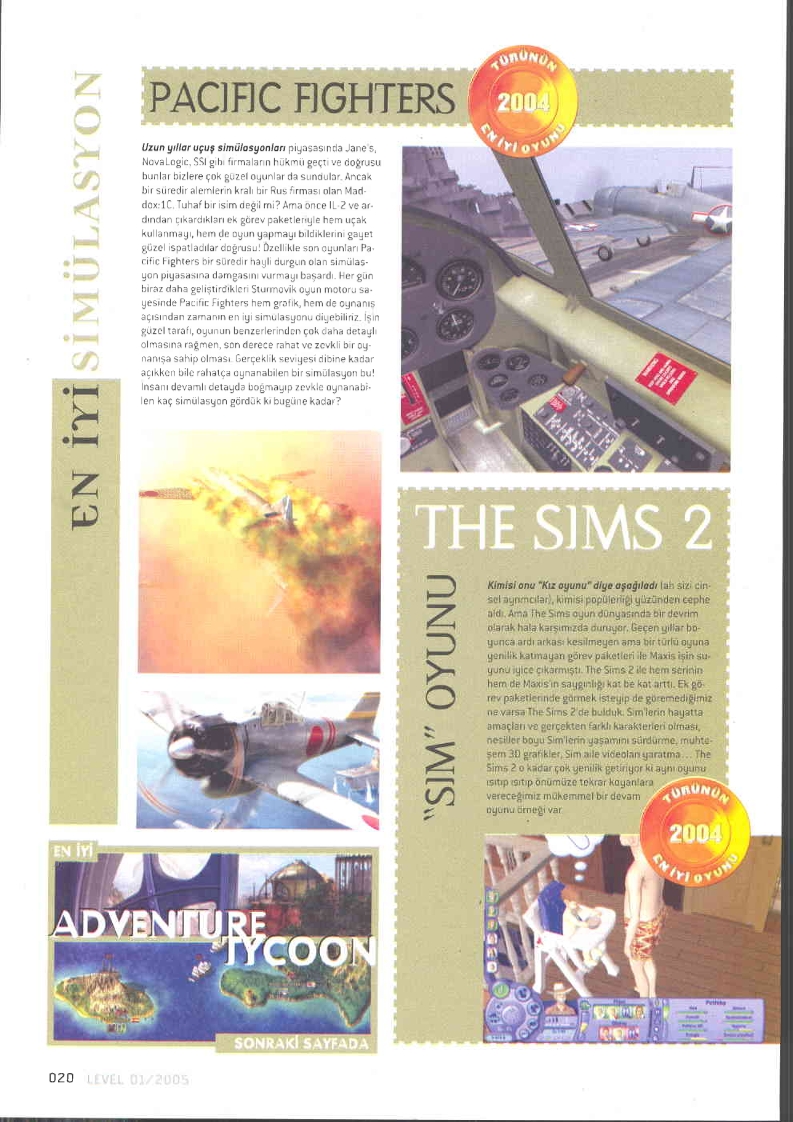 EN İYİ SİMÜLASYON
PACIFIC FIGHTERS
TÜRÜNÜN
2004
EN İYİ OYUNU
Uzun yıllar uçuş simülasyonları piyasasında Jane's,
NovaLogic, SSI gibi firmaların hükmü geçti ve doğrusu
bunlar bizlere çok güzel oyunlar da sundular. Ancak
bir süredir alemlerin kralı bir Rus firması olan Mad-
dox:1C. Tuhaf bir isim değil mi? Ama önce IL-2 ve ar-
dından çıkardıkları ek görev paketleriyle hem uçak
kullanmayı, hem de oyun yapmayı bildiklerini gayet
güzel ispatladılar doğrusu! Özellikle son oyunları Pa-
cific Fighters bir süredir hayli durgun olan simülas-
yon piyasasına damgasını vurmayı başardı. Her gün
biraz daha geliştirdikleri Sturmovik oyun motoru sa-
yesinde Pacific Fighters hem grafik, hem de oynanış
açısından zamanın en iyi simulasyonu diyebiliriz. İşin
güzel tarafı, oyunun benzerlerinden çok daha detaylı
olmasına rağmen, son derece rahat ve zevkli bir oy-
nanışa sahip olması. Gerçeklik seviyesi dibine kadar
açıkken bile rahatça oynanabilen bir simülasyon bu!
İnsanı devamlı detayda boğmayıp zevkle oynanabi-
len kaç simülasyon gördük ki bugüne kadar?
THE SIMS 2
"SIM" OYUNU
Kimisi onu "Kız oyunu" diye aşağıladı (ah sizi cin-
sel ayrımcılar), kimisi popülerliği yüzünden cephe
aldı. Ama The Sims oyun dünyasında bir devrim
olarak hala karşımızda duruyor. Geçen yıllar bo-
yunca ardı arkası kesilmeyen ama bir türlü oyuna
yenilik katmayan görev paketleri ile Maxis işin su-
yunu iyice çıkarmıştı. The Sims 2 ile hem serinin
hem de Maxis'in saygınlığı kat be kat arttı. Ek gö-
rev paketlerinde görmek isteyip de göremediğimiz
ne varsa The Sims 2'de bulduk. Sim'lerin hayatta
amaçları ve gerçekten farklı karakterleri olması,
nesiller boyu Sim'lerin yaşamını sürdürme, muhte-
şem 3D grafikler, Sim aile videoları yaratma... The
Sims 2 o kadar çok yenilik getiriyor ki aynı oyunu
ısıtıp ısıtıp önümüze tekrar koyanlara
vereceğimiz mükemmel bir devam
oyunu örneği var.
TÜRÜNÜN
2004
EN İYİ OYUNU
EN İYİ
ADVENTURE
TYCOON
SONRAKİ SAYFADA
020 LEVEL 01/2005